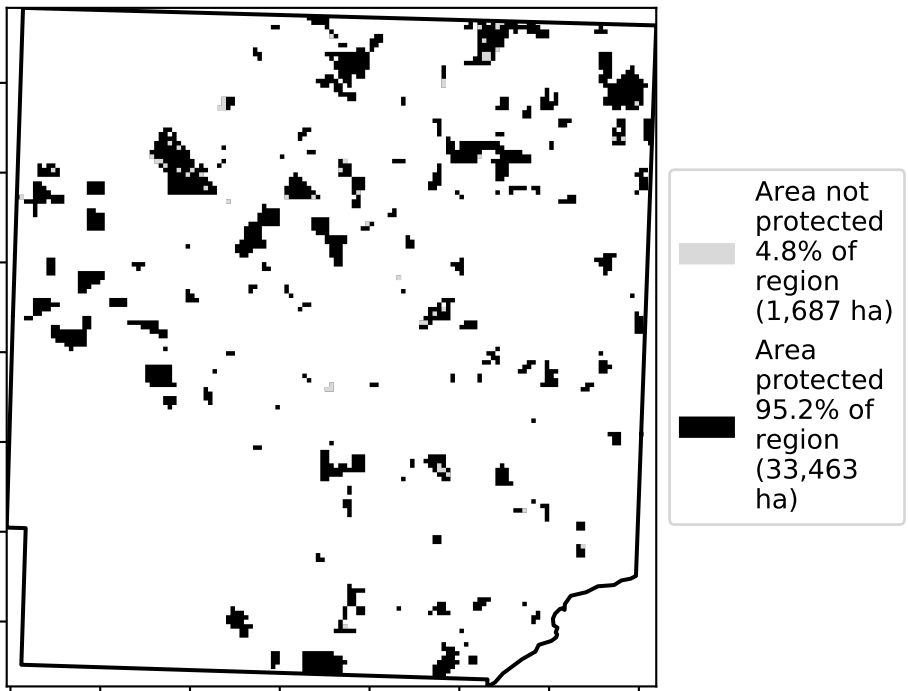 Area not
protected
4.8% of
region
(1,687 ha)
Area
protected
95.2% of
region
(33,463
ha)